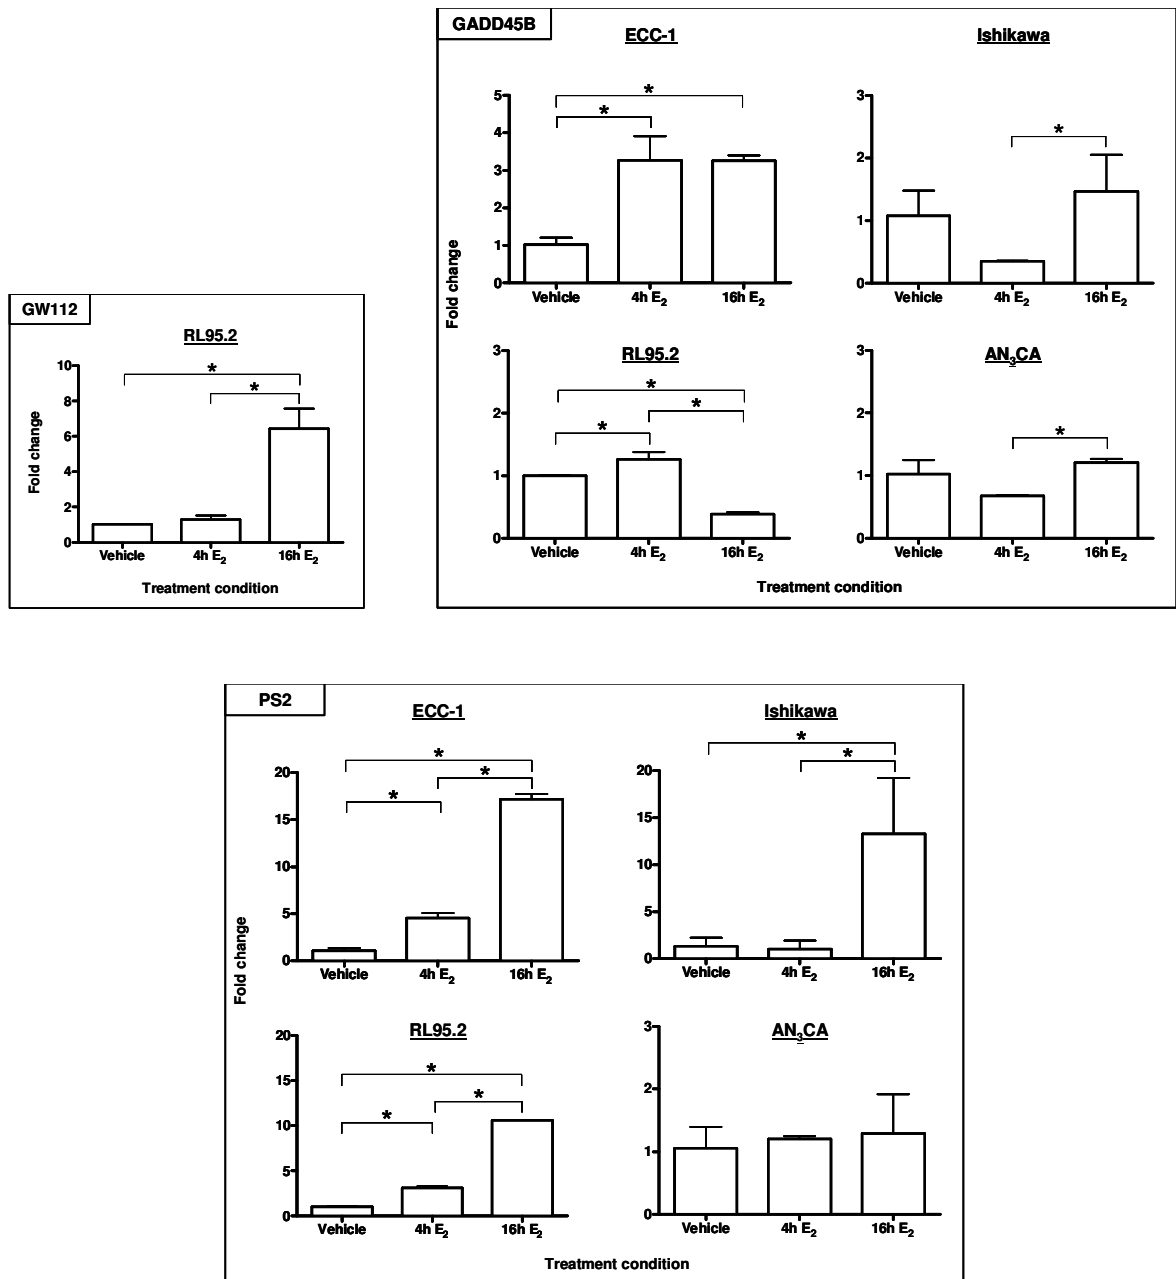 GADD45B
ECC-1
Ishikawa
* *
5 4 3 2 1 0
Vehicle 4h E2 16h E2
*
3 2 1 0
Vehicle 4h E2 16h E2
Fold change
RL95.2
AN3CA
* * *
3 2 1 0
Vehicle 4h E2 16h E2
*
3 2 1 0
Vehicle 4h E2 16h E2
Treatment condition
GW112
RL95.2
* *
10 8 6 4 2 0
Fold change
Vehicle 4h E2 16h E2
Treatment condition
PS2
ECC-1
Ishikawa
* * *
20 15 10 5 0
Vehicle 4h E2 16h E2
* *
20 15 10 5 0
Vehicle 4h E2 16h E2
Fold change
RL95.2
AN3CA
* * *
20 15 10 5 0
Vehicle 4h E2 16h E2
3 2 1 0
Vehicle 4h E2 16h E2
Treatment condition